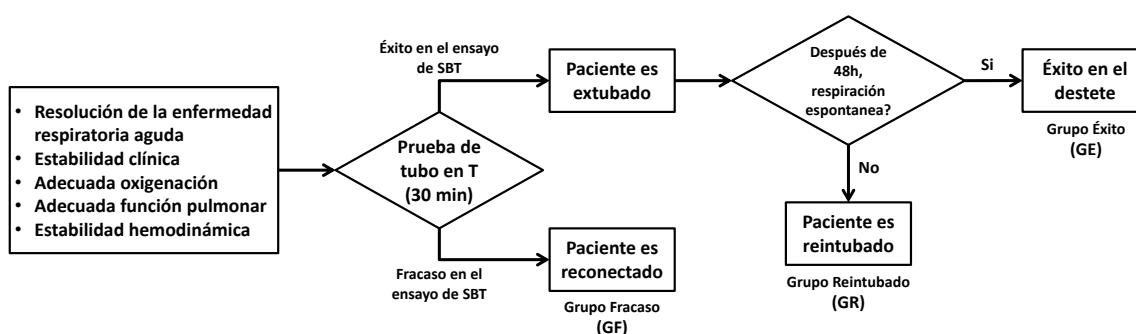 • Resolución de la enfermedad
respiratoria aguda
• Estabilidad clínica
• Adecuada oxigenación
• Adecuada función pulmonar
• Estabilidad hemodinámica
Prueba de
tubo en T
(30 min)
Éxito en el ensayo
de SBT
Paciente es
extubado
Fracaso en el
ensayo de SBT
Paciente es
reconectado
Grupo Fracaso
(GF)
Después de
48h,
respiración
espontanea?
Si
Éxito en el
destete
Grupo Éxito
(GE)
No
Paciente es
reintubado
Grupo Reintubado
(GR)